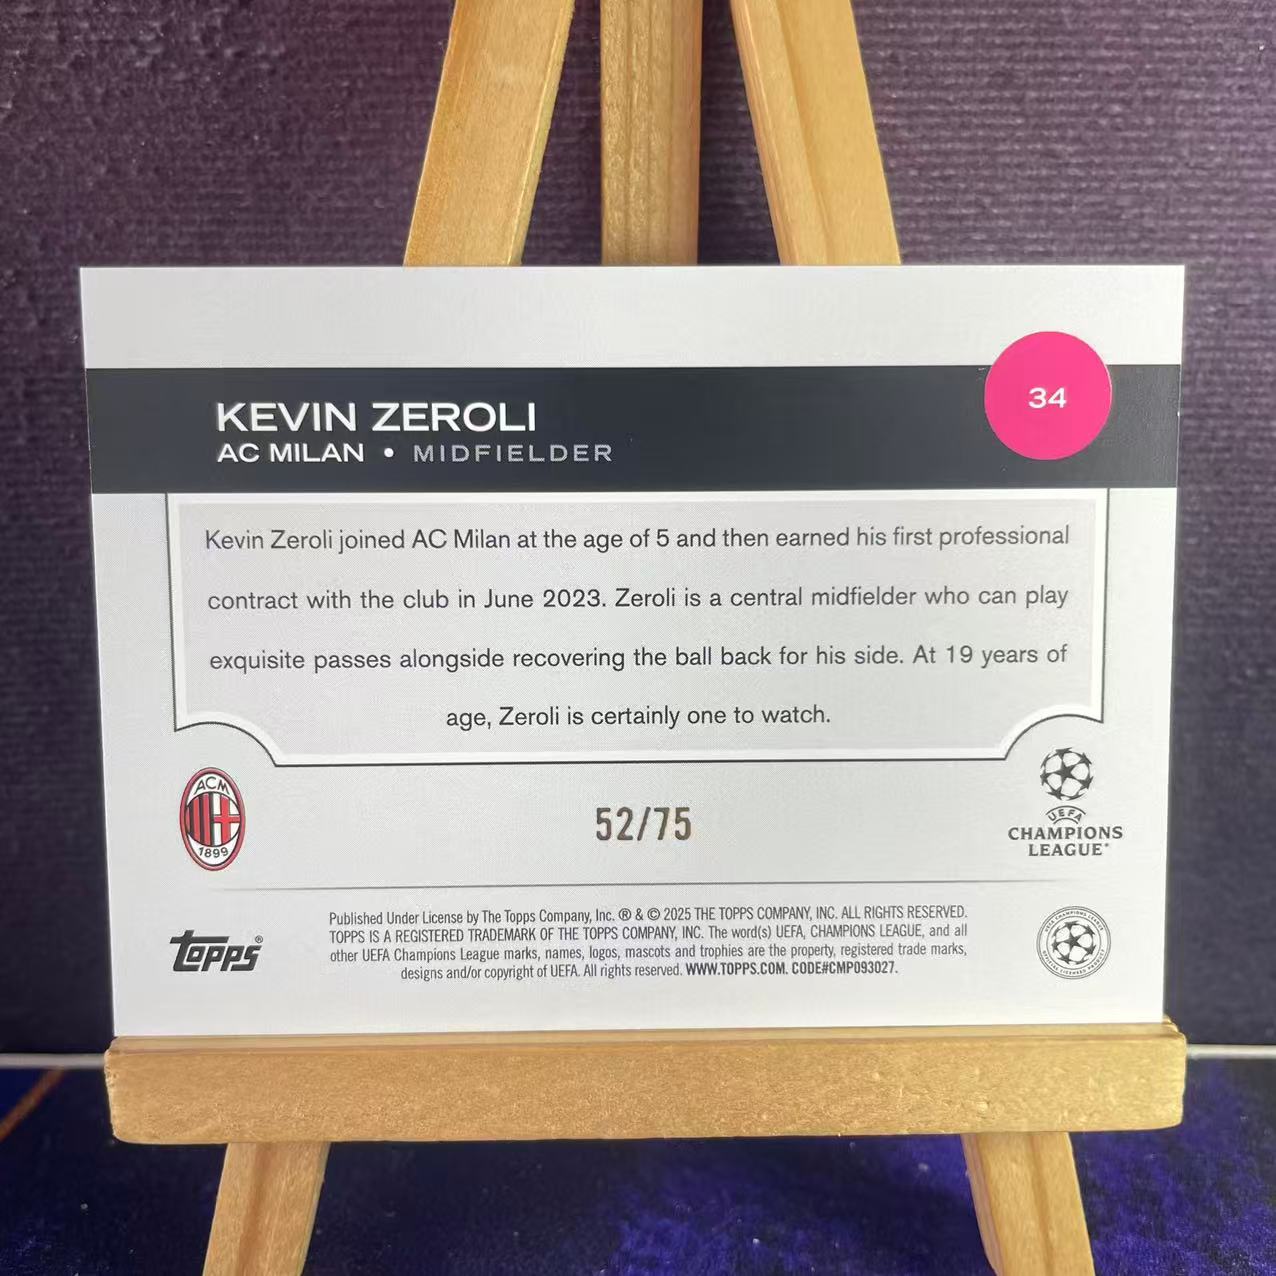 34
KEVIN ZEROLI
AC MILAN • MIDFIELDER
Kevin Zeroli joined AC Milan at the age of 5 and then earned his first professional
contract with the club in June 2023. Zeroli is a central midfielder who can play
exquisite passes alongside recovering the ball back for his side. At 19 years of
age, Zeroli is certainly one to watch.
ACM
1899
52/75
UEFA
CHAMPIONS
LEAGUE®
Published Under License by The Topps Company, Inc. ® & © 2025 THE TOPPS COMPANY, INC. ALL RIGHTS RESERVED.
TOPPS IS A REGISTERED TRADEMARK OF THE TOPPS COMPANY, INC. The word(s) UEFA, CHAMPIONS LEAGUE, and all
other UEFA Champions League marks, names, logos, mascots and trophies are the property, registered trade marks,
designs and/or copyright of UEFA. All rights reserved. WWW.TOPPS.COM. CODE#CMP093027.
topps®
UEFA CHAMPIONS LEAGUE
OFFICIAL LICENSED PRODUCT